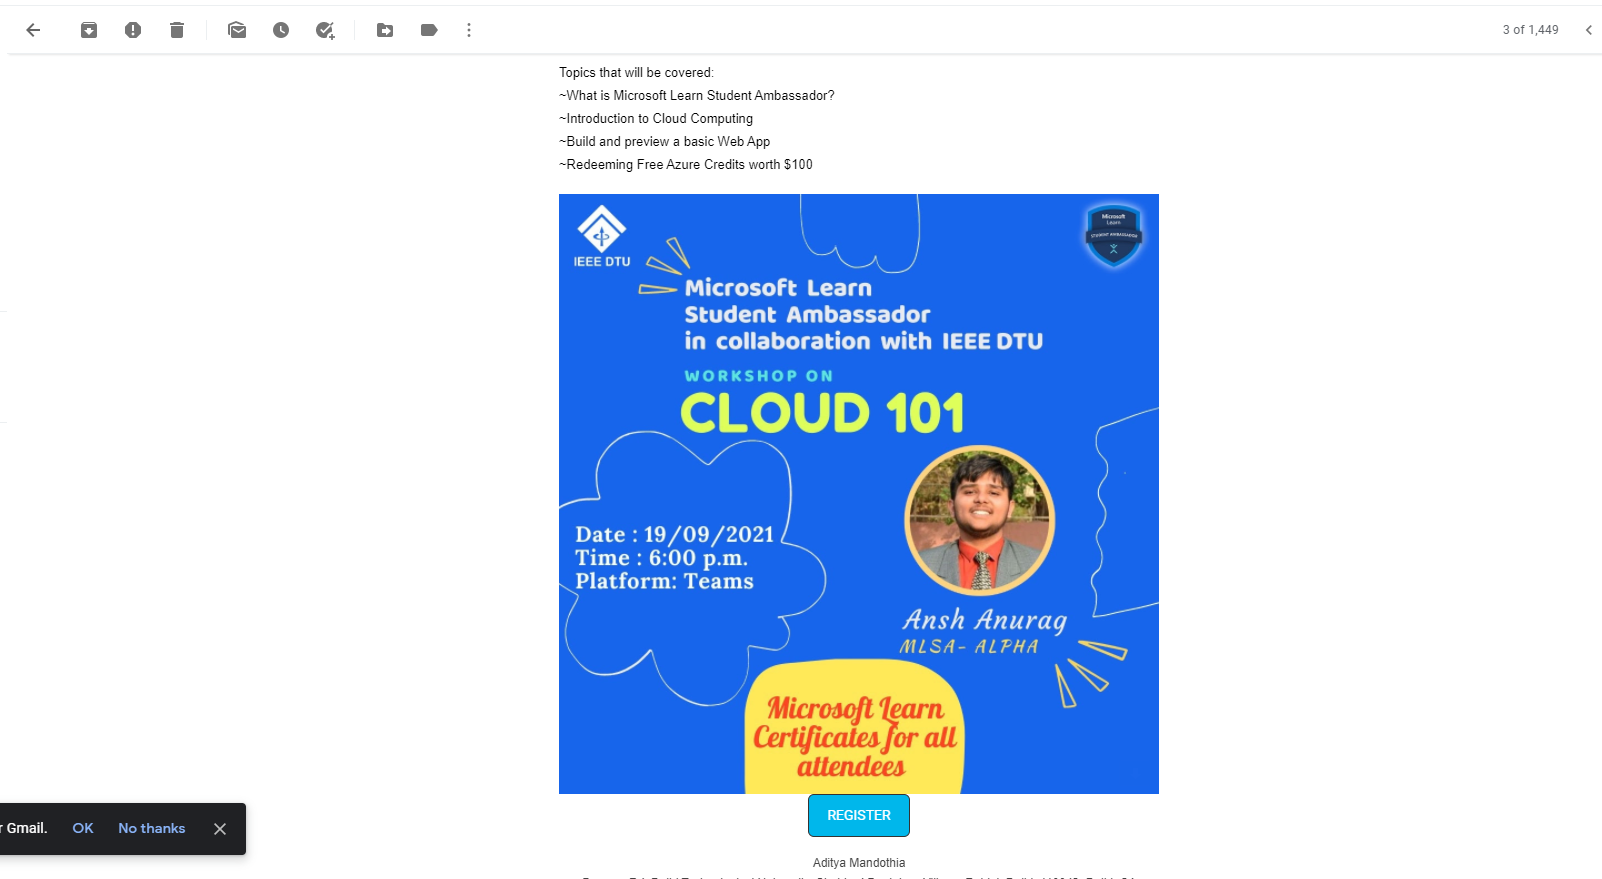 3 of 1,449
Topics that will be covered:
~What is Microsoft Learn Student Ambassador?
~Introduction to Cloud Computing
~Build and preview a basic Web App
~Redeeming Free Azure Credits worth $100
IEEE DTU
Microsoft
Learn
STUDENT AMBASSADOR
Microsoft Learn
Student Ambassador
in collaboration with IEEE DTU
WORKSHOP ON
CLOUD 101
Date : 19/09/2021
Time : 6:00 p.m.
Platform: Teams
Ansh Anurag
MLSA- ALPHA
Microsoft Learn
Certificates for all
attendees
REGISTER
r Gmail. OK No thanks
Aditya Mandothia